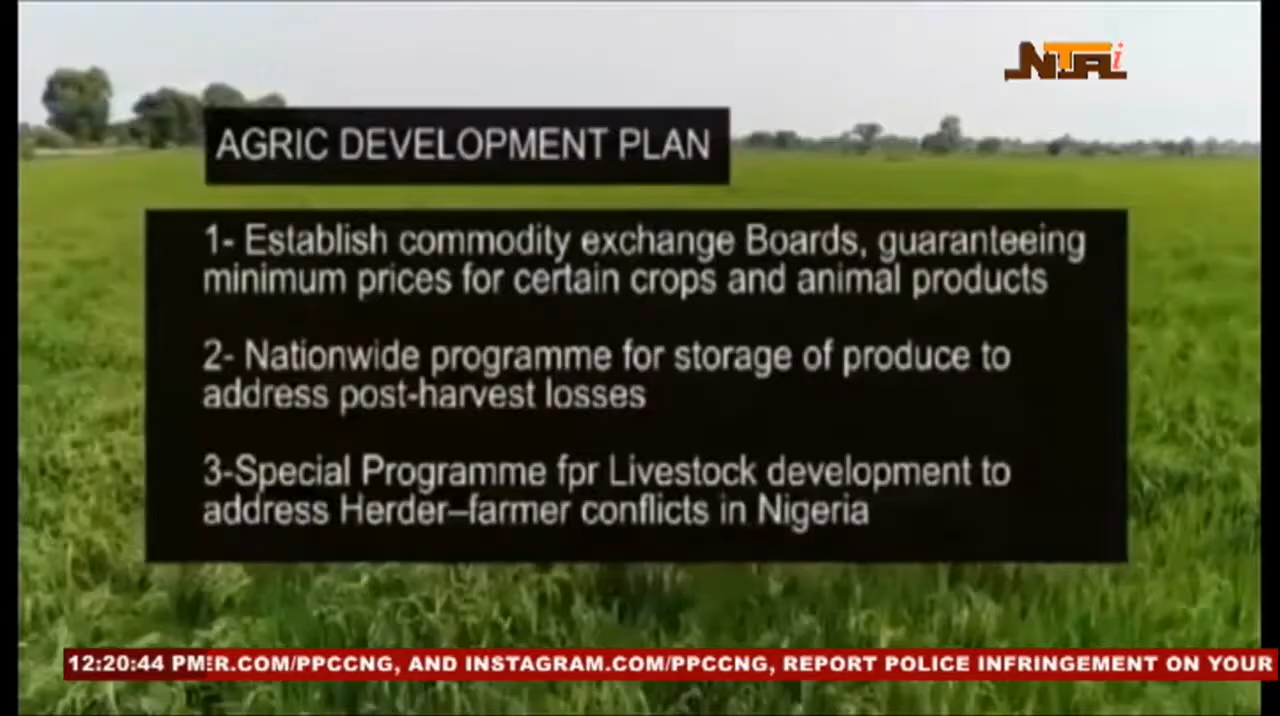 NTAi
AGRIC DEVELOPMENT PLAN
1- Establish commodity exchange Boards, guaranteeing
minimum prices for certain crops and animal products
2- Nationwide programme for storage of produce to
address post-harvest losses
3-Special Programme fpr Livestock development to
address Herder–farmer conflicts in Nigeria
12:20:44 PM ER.COM/PPCCNG, AND INSTAGRAM.COM/PPCCNG, REPORT POLICE INFRINGEMENT ON YOUR